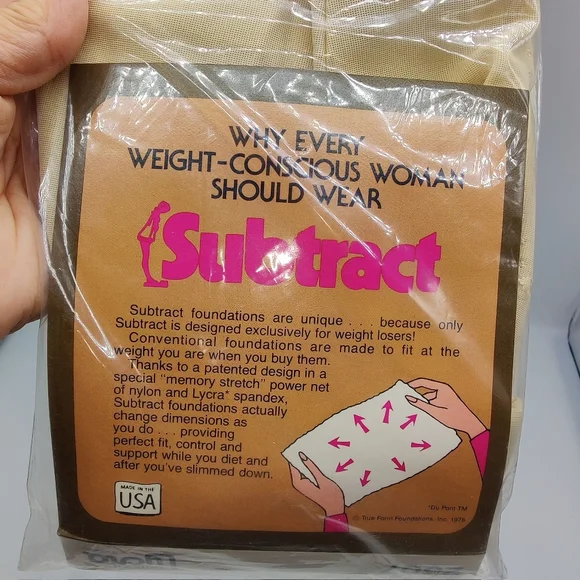 WHY EVERY
WEIGHT-CONSCIOUS WOMAN
SHOULD WEAR
Subtract
Subtract foundations are unique . . . because only
Subtract is designed exclusively for weight losers!
Conventional foundations are made to fit at the
weight you are when you buy them.
Thanks to a patented design in a
special "memory stretch" power net
of nylon and Lycra* spandex,
Subtract foundations actually
change dimensions as
you do . . . providing
perfect fit, control and
support while you diet and
after you've slimmed down.
MADE IN THE
USA
*Du Pont TM
© True Form Foundations, Inc. 1978